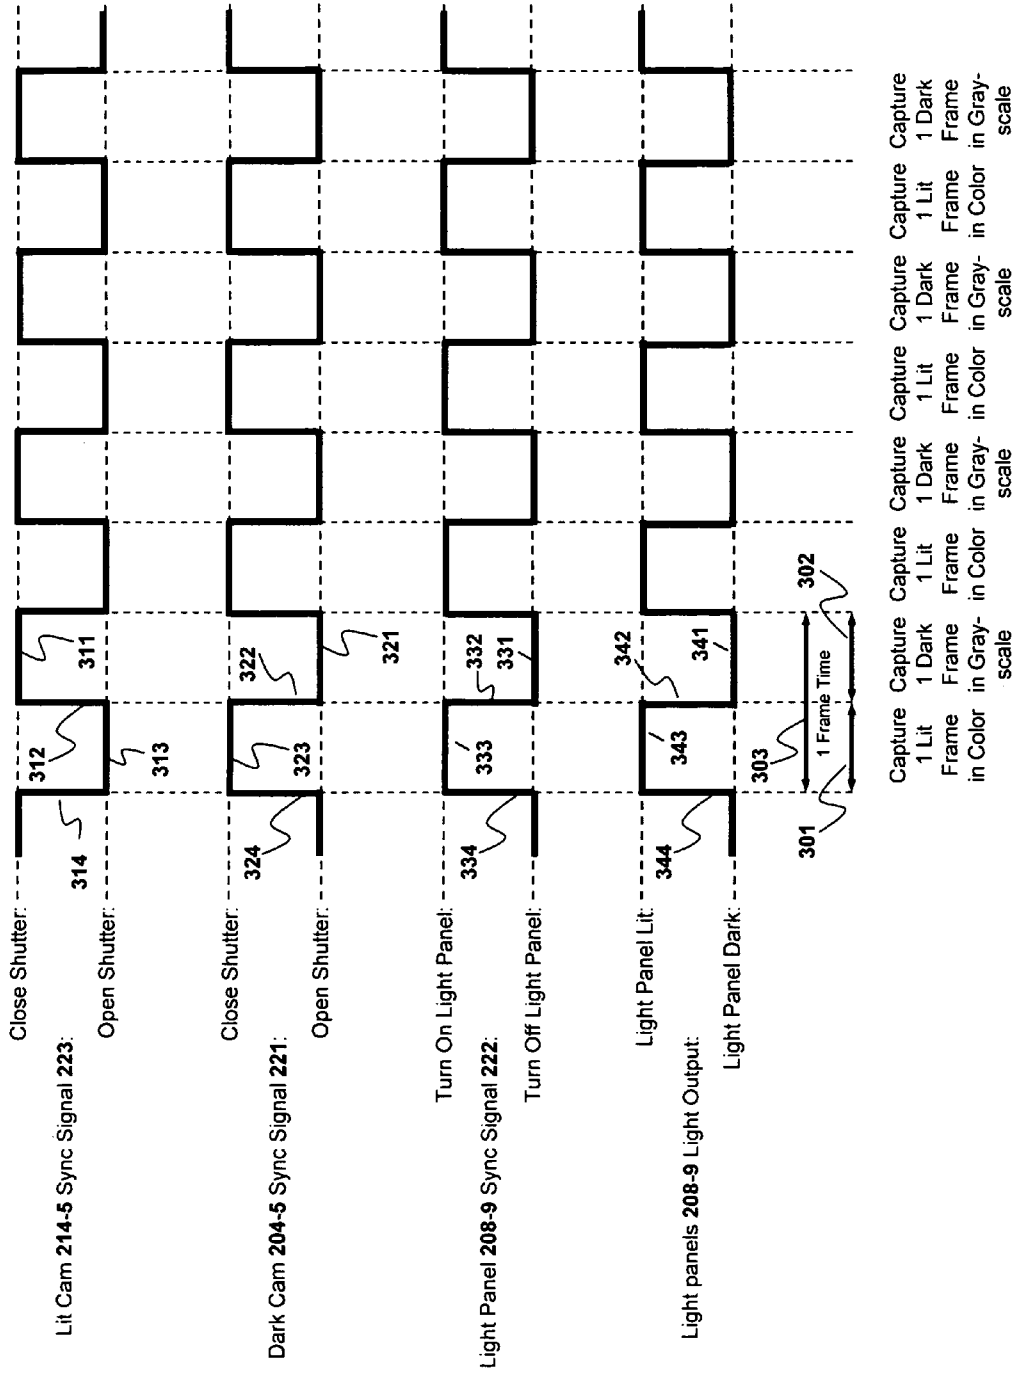 Lit Cam 214-5 Sync Signal 223:
Close Shutter:
Open Shutter:
314
312
313
311
Dark Cam 204-5 Sync Signal 221:
Close Shutter:
Open Shutter:
324
323
322
321
Light Panel 208-9 Sync Signal 222:
Turn On Light Panel:
Turn Off Light Panel:
334
333
332
331
Light panels 208-9 Light Output:
Light Panel Lit:
Light Panel Dark:
344
343
342
341
303
1 Frame Time
301
302
Capture
1 Lit
Frame
in Color
Capture
1 Dark
Frame
in Gray-
scale
Capture
1 Lit
Frame
in Color
Capture
1 Dark
Frame
in Gray-
scale
Capture
1 Lit
Frame
in Color
Capture
1 Dark
Frame
in Gray-
scale
Capture
1 Lit
Frame
in Color
Capture
1 Dark
Frame
in Gray-
scale